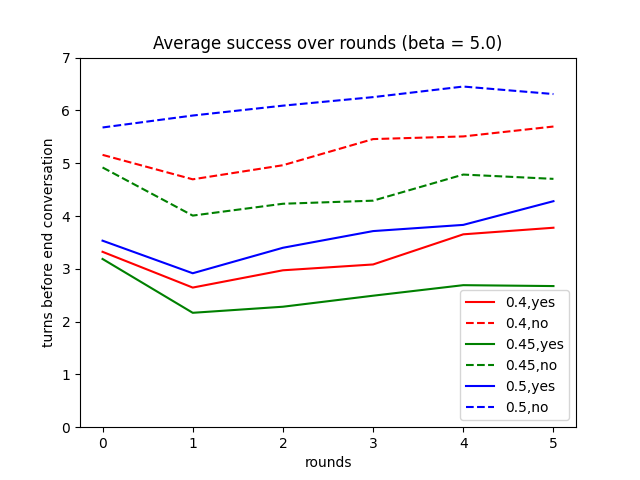 Average success over rounds (beta = 5.0)
turns before end conversation
7
6
5
4
3
2
1
0
0.4,yes
0.4,no
0.45,yes
0.45,no
0.5,yes
0.5,no
0 1 2 3 4 5
rounds